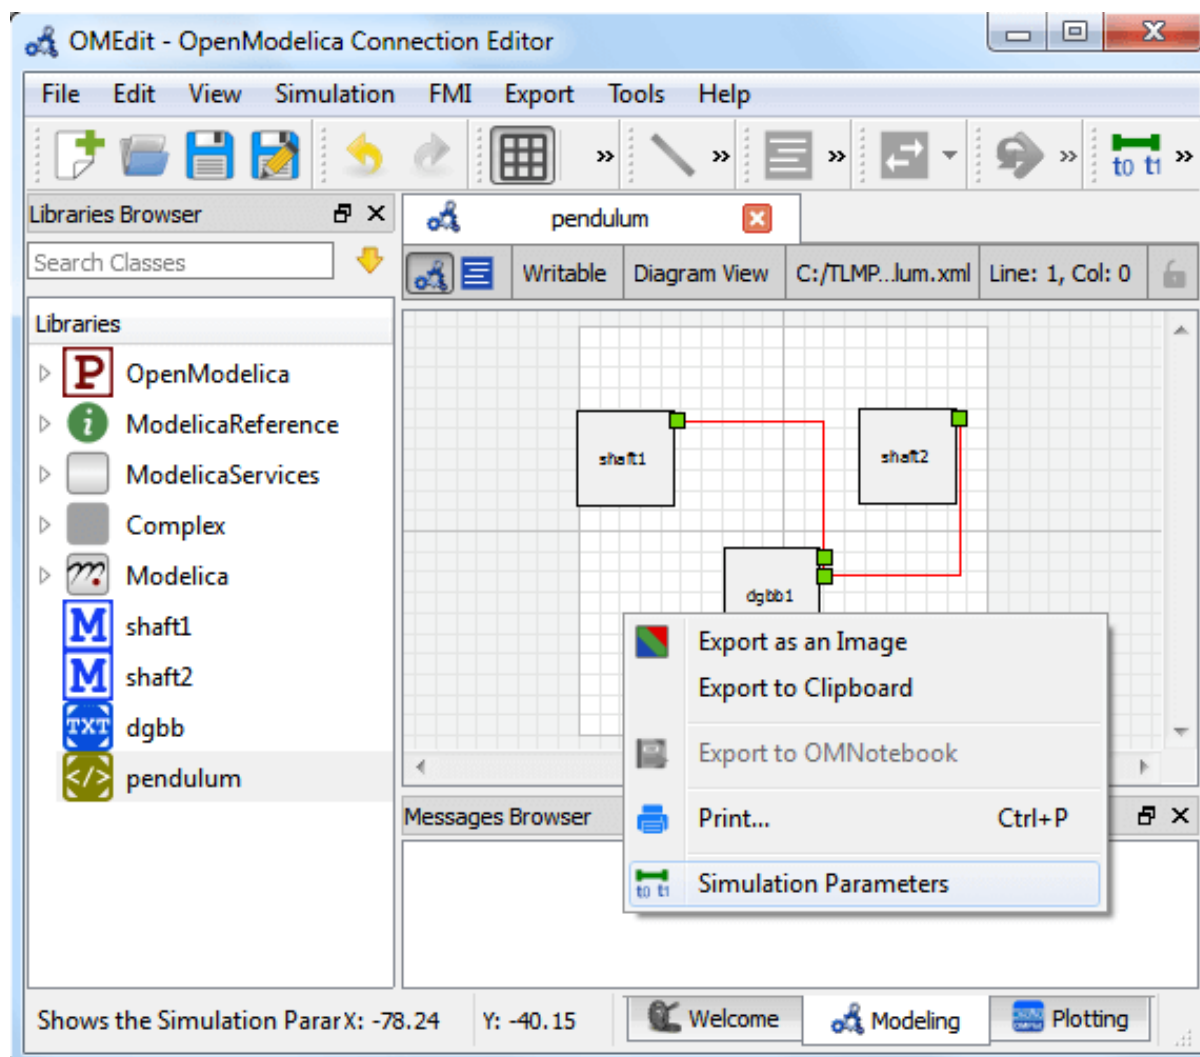 OMEdit - OpenModelica Connection Editor
File Edit View Simulation FMI Export Tools Help
t0 t1
Libraries Browser
pendulum
Search Classes
Writable Diagram View C:/TLMP...lum.xml Line: 1, Col: 0
Libraries
P OpenModelica
i ModelicaReference
ModelicaServices
Complex
Modelica
M shaft1
M shaft2
TXT dgbb
</> pendulum
shaft1
shaft2
dgbb1
Export as an Image
Export to Clipboard
Export to OMNotebook
Print... Ctrl+P
t0 t1 Simulation Parameters
Messages Browser
Shows the Simulation Parar X: -78.24 Y: -40.15 Welcome Modeling Plotting